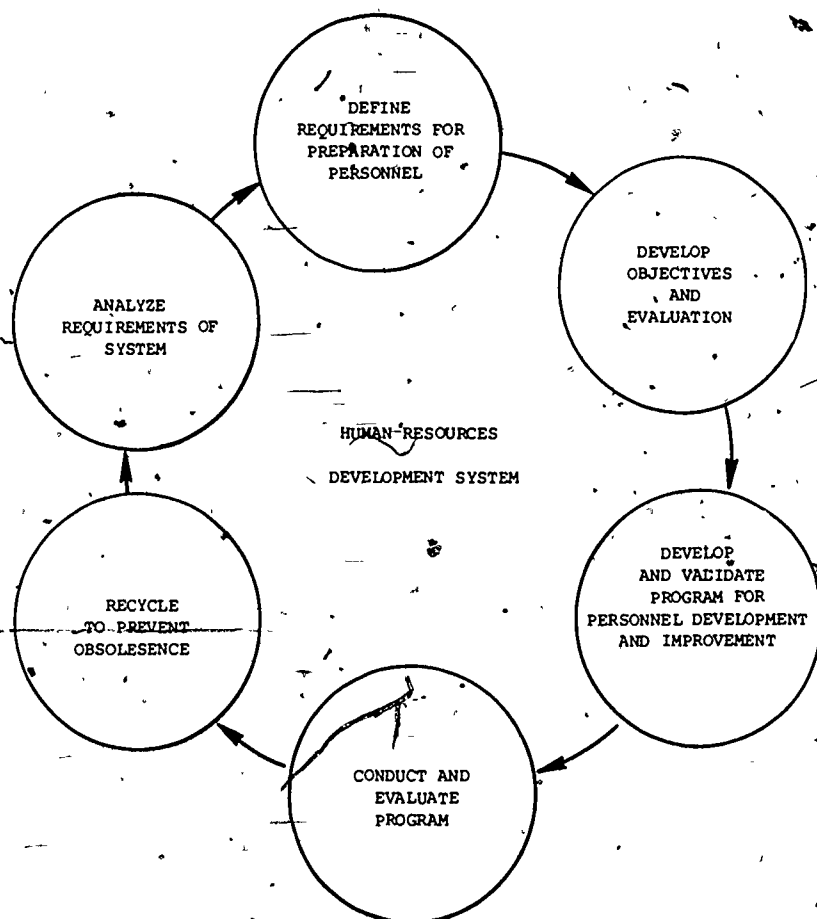 DEFINE
REQUIREMENTS FOR
PREPARATION OF
PERSONNEL
DEVELOP
OBJECTIVES
AND
EVALUATION
DEVELOP
AND VALIDATE
PROGRAM FOR
PERSONNEL DEVELOPMENT
AND IMPROVEMENT
CONDUCT AND
EVALUATE
PROGRAM
RECYCLE
TO PREVENT
OBSOLESENCE
ANALYZE
REQUIREMENTS OF
SYSTEM
HUMAN RESOURCES
DEVELOPMENT SYSTEM